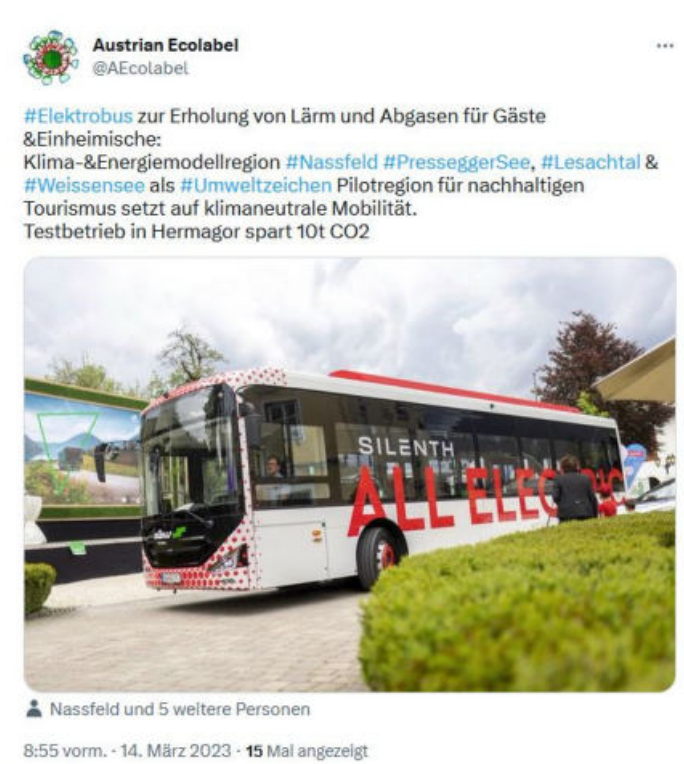 Austrian Ecolabel
@AEcolabel
#Elektrobus zur Erholung von Lärm und Abgasen für Gäste
&Einheimische:
Klima-&Energiemodellregion #Nassfeld #PresseggerSee, #Lesachtal &
#Weissensee als #Umweltzeichen Pilotregion für nachhaltigen
Tourismus setzt auf klimaneutrale Mobilität.
Testbetrieb in Hermagor spart 10t CO2
SILENTH
ALL ELECTRIC
Nassfeld und 5 weitere Personen
8:55 vorm. · 14. März 2023 · 15 Mal angezeigt